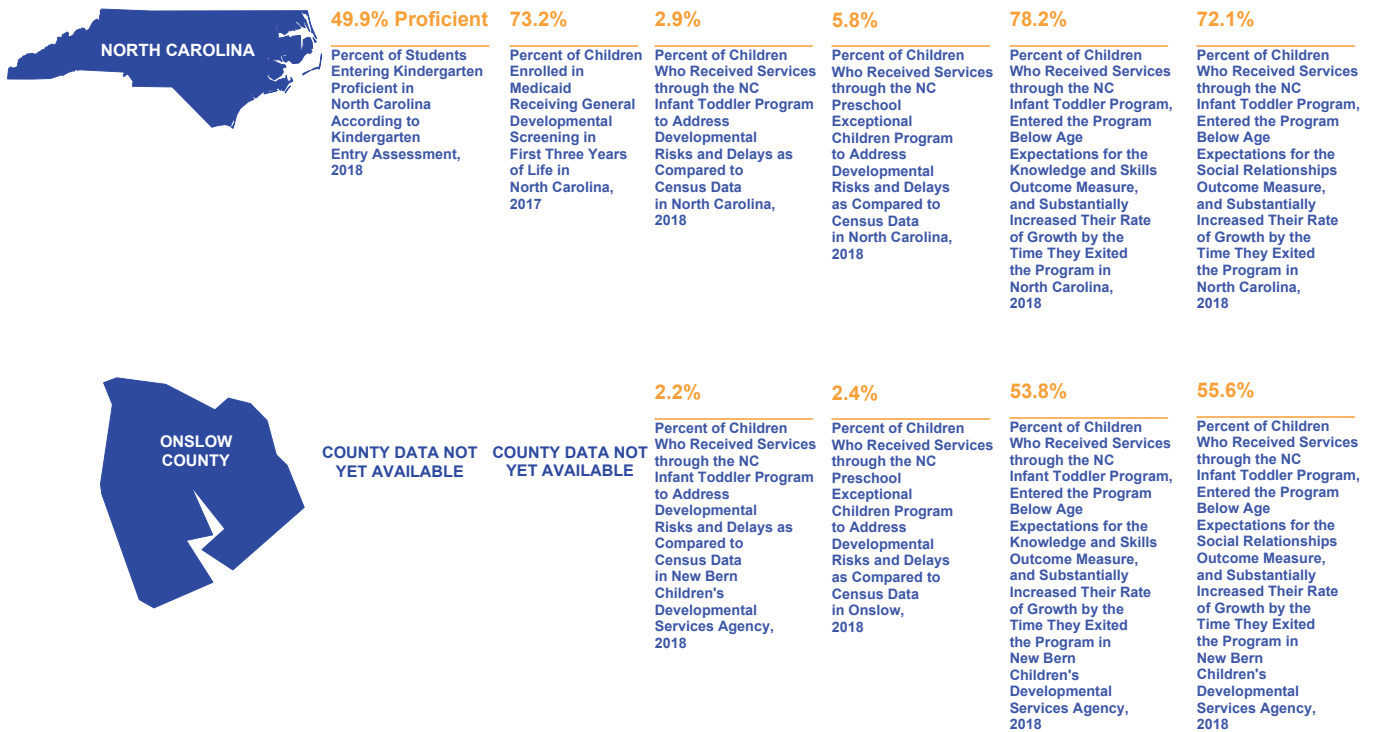 NORTH CAROLINA
49.9% Proficient
Percent of Students
Entering Kindergarten
Proficient in
North Carolina
According to
Kindergarten
Entry Assessment,
2018
73.2%
Percent of Children
Enrolled in
Medicaid
Receiving General
Developmental
Screening in
First Three Years
of Life in
North Carolina,
2017
2.9%
Percent of Children
Who Received Services
through the NC
Infant Toddler Program
to Address
Developmental
Risks and Delays as
Compared to
Census Data
in North Carolina,
2018
5.8%
Percent of Children
Who Received Services
through the NC
Preschool
Exceptional
Children Program
to Address
Developmental
Risks and Delays
as Compared to
Census Data
in North Carolina,
2018
78.2%
Percent of Children
Who Received Services
through the NC
Infant Toddler Program,
Entered the Program
Below Age
Expectations for the
Knowledge and Skills
Outcome Measure,
and Substantially
Increased Their Rate
of Growth by the
Time They Exited
the Program in
North Carolina,
2018
72.1%
Percent of Children
Who Received Services
through the NC
Infant Toddler Program,
Entered the Program
Below Age
Expectations for the
Social Relationships
Outcome Measure,
and Substantially
Increased Their Rate
of Growth by the
Time They Exited
the Program in
North Carolina,
2018
ONSLOW
COUNTY
COUNTY DATA NOT
YET AVAILABLE
COUNTY DATA NOT
YET AVAILABLE
2.2%
Percent of Children
Who Received Services
through the NC
Infant Toddler Program
to Address
Developmental
Risks and Delays as
Compared to
Census Data
in New Bern
Children's
Developmental
Services Agency,
2018
2.4%
Percent of Children
Who Received Services
through the NC
Preschool
Exceptional
Children Program
to Address
Developmental
Risks and Delays
as Compared to
Census Data
in Onslow,
2018
53.8%
Percent of Children
Who Received Services
through the NC
Infant Toddler Program,
Entered the Program
Below Age
Expectations for the
Knowledge and Skills
Outcome Measure,
and Substantially
Increased Their Rate
of Growth by the
Time They Exited
the Program in
New Bern
Children's
Developmental
Services Agency,
2018
55.6%
Percent of Children
Who Received Services
through the NC
Infant Toddler Program,
Entered the Program
Below Age
Expectations for the
Social Relationships
Outcome Measure,
and Substantially
Increased Their Rate
of Growth by the
Time They Exited
the Program in
New Bern
Children's
Developmental
Services Agency,
2018